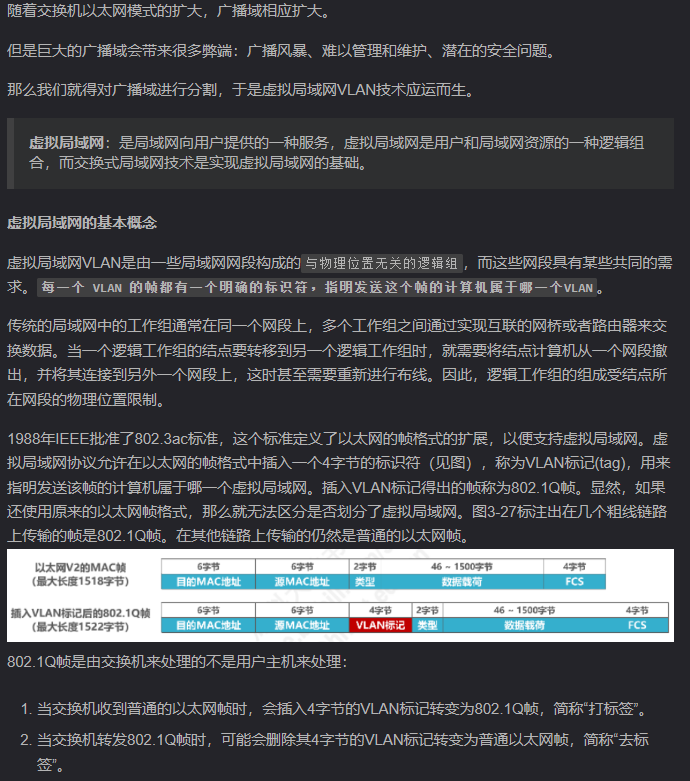 随着交换机以太网模式的扩大，广播域相应扩大。
但是巨大的广播域会带来很多弊端：广播风暴、难以管理和维护、潜在的安全问题。
那么我们就得对广播域进行分割，于是虚拟局域网VLAN技术应运而生。
虚拟局域网：是局域网向用户提供的一种服务，虚拟局域网是用户和局域网资源的一种逻辑组
合，而交换式局域网技术是实现虚拟局域网的基础。
虚拟局域网的基本概念
虚拟局域网VLAN是由一些局域网网段构成的与物理位置无关的逻辑组，而这些网段具有某些共同的需
求。每一个 VLAN 的帧都有一个明确的标识符，指明发送这个帧的计算机属于哪一个VLAN。
传统的局域网中的工作组通常在同一个网段上，多个工作组之间通过实现互联的网桥或者路由器来交
换数据。当一个逻辑工作组的结点要转移到另一个逻辑工作组时，就需要将结点计算机从一个网段撤
出，并将其连接到另外一个网段上，这时甚至需要重新进行布线。因此，逻辑工作组的组成受结点所
在网段的物理位置限制。
1988年IEEE批准了802.3ac标准，这个标准定义了以太网的帧格式的扩展，以便支持虚拟局域网。虚
拟局域网协议允许在以太网的帧格式中插入一个4字节的标识符（见图），称为VLAN标记(tag)，用来
指明发送该帧的计算机属于哪一个虚拟局域网。插入VLAN标记得出的帧称为802.1Q帧。显然，如果
还使用原来的以太网帧格式，那么就无法区分是否划分了虚拟局域网。图3-27标注出在几个粗线链路
上传输的帧是802.1Q帧。在其他链路上传输的仍然是普通的以太网帧。
以太网V2的MAC帧 6字节 6字节 2字节 46 ~ 1500字节 4字节
(最大长度1518字节) 目的MAC地址 源MAC地址 类型 数据载荷 FCS
插入VLAN标记后的802.1Q帧 6字节 6字节 4字节 2字节 46 ~ 1500字节 4字节
(最大长度1522字节) 目的MAC地址 源MAC地址 VLAN标记 类型 数据载荷 FCS
802.1Q帧是由交换机来处理的不是用户主机来处理：
1. 当交换机收到普通的以太网帧时，会插入4字节的VLAN标记转变为802.1Q帧，简称“打标签”。
2. 当交换机转发802.1Q帧时，可能会删除其4字节的VLAN标记转变为普通以太网帧，简称“去标
签”。